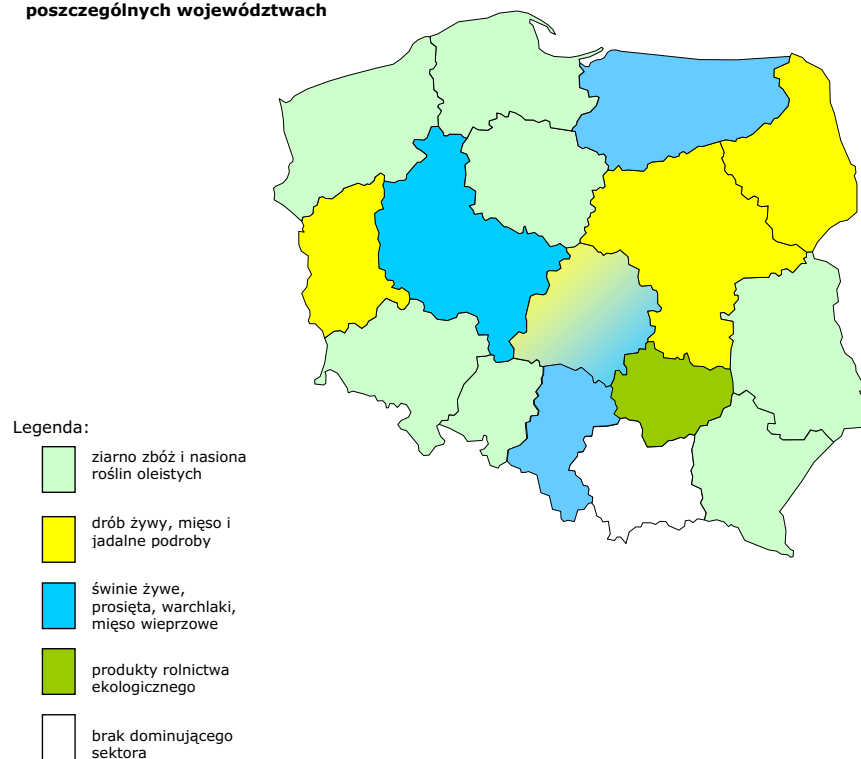 poszczególnych województwach
Legenda:
ziarno zbóż i nasiona
roślin oleistych
drób żywy, mięso i
jadalne podroby
świnie żywe,
prosięta, warchlaki,
mięso wieprzowe
produkty rolnictwa
ekologicznego
brak dominującego
sektora